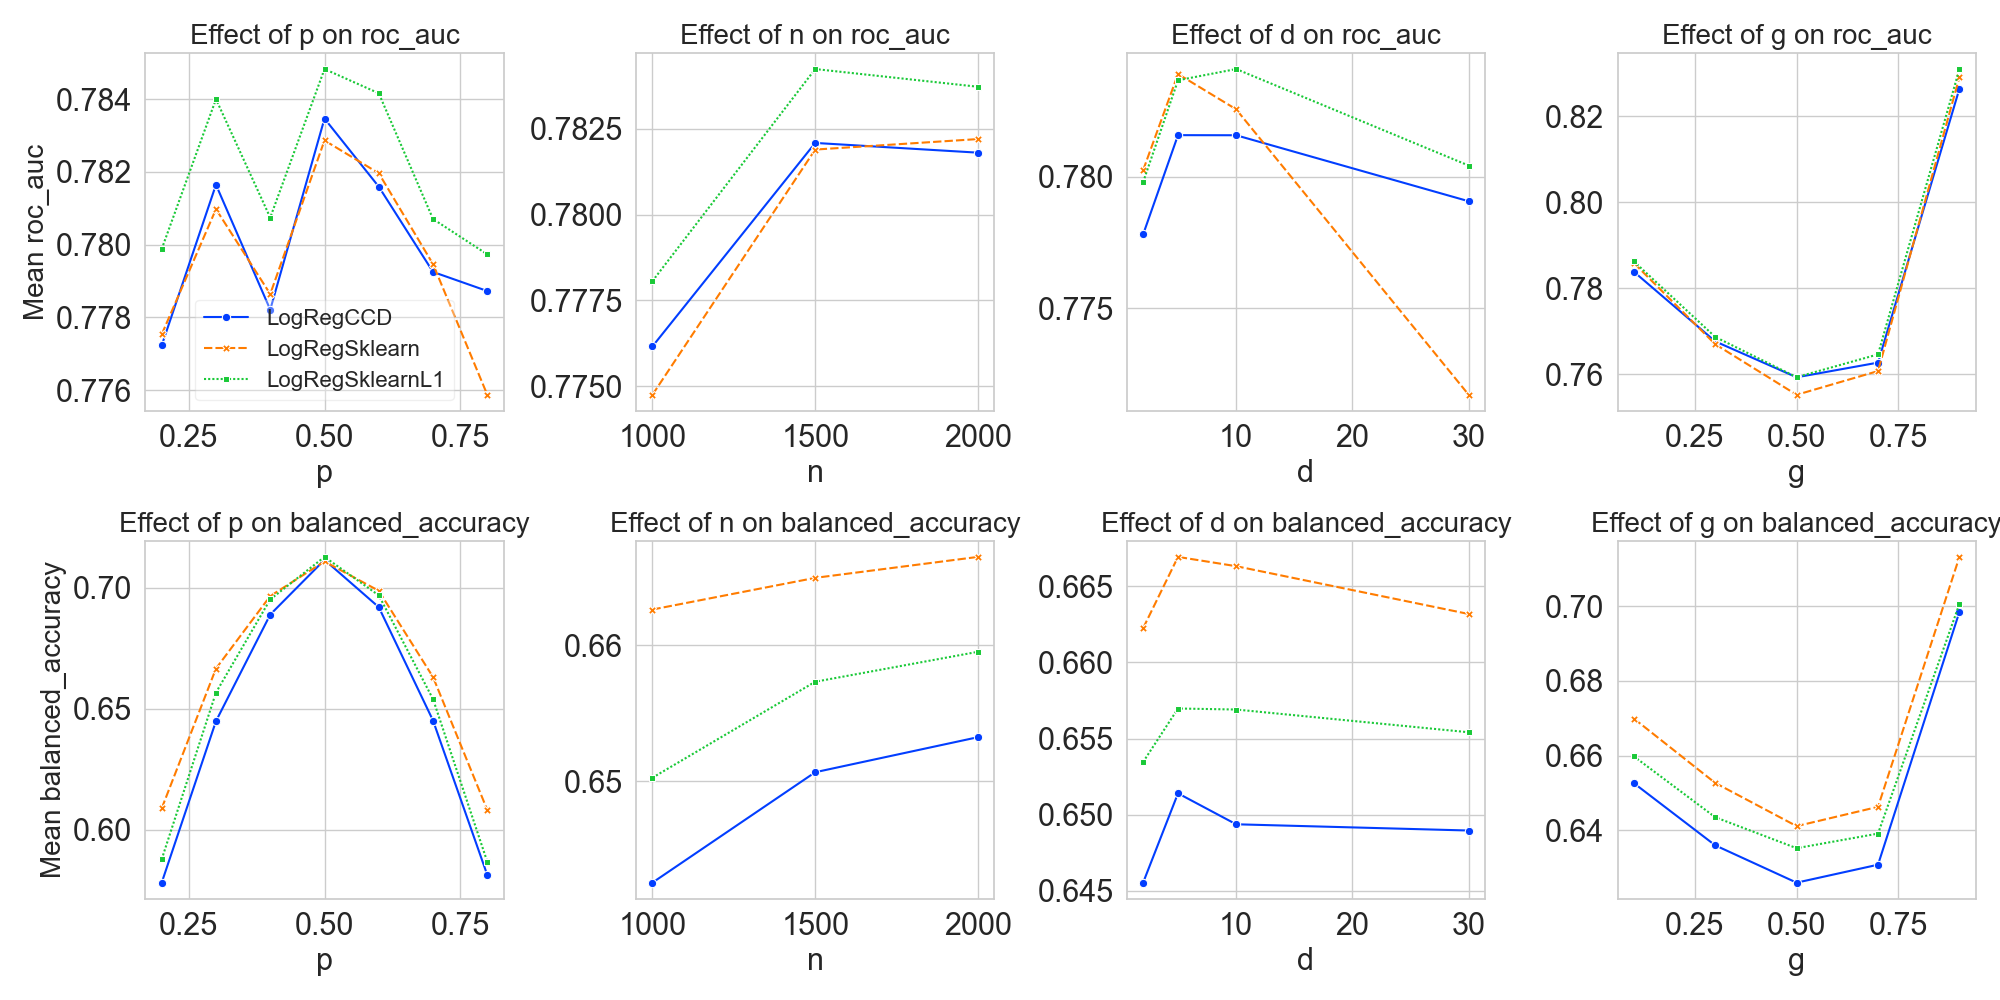 Effect of p on roc_auc
Mean roc_auc
0.784
0.782
0.780
0.778
0.776
LogRegCCD
LogRegSklearn
LogRegSklearnL1
0.25 0.50 0.75
p
Effect of n on roc_auc
0.7825
0.7800
0.7775
0.7750
1000 1500 2000
n
Effect of d on roc_auc
0.780
0.775
10 20 30
d
Effect of g on roc_auc
0.82
0.80
0.78
0.76
0.25 0.50 0.75
g
Effect of p on balanced_accuracy
Mean balanced_accuracy
0.70
0.65
0.60
0.25 0.50 0.75
p
Effect of n on balanced_accuracy
0.66
0.65
1000 1500 2000
n
Effect of d on balanced_accuracy
0.665
0.660
0.655
0.650
0.645
10 20 30
d
Effect of g on balanced_accuracy
0.70
0.68
0.66
0.64
0.25 0.50 0.75
g